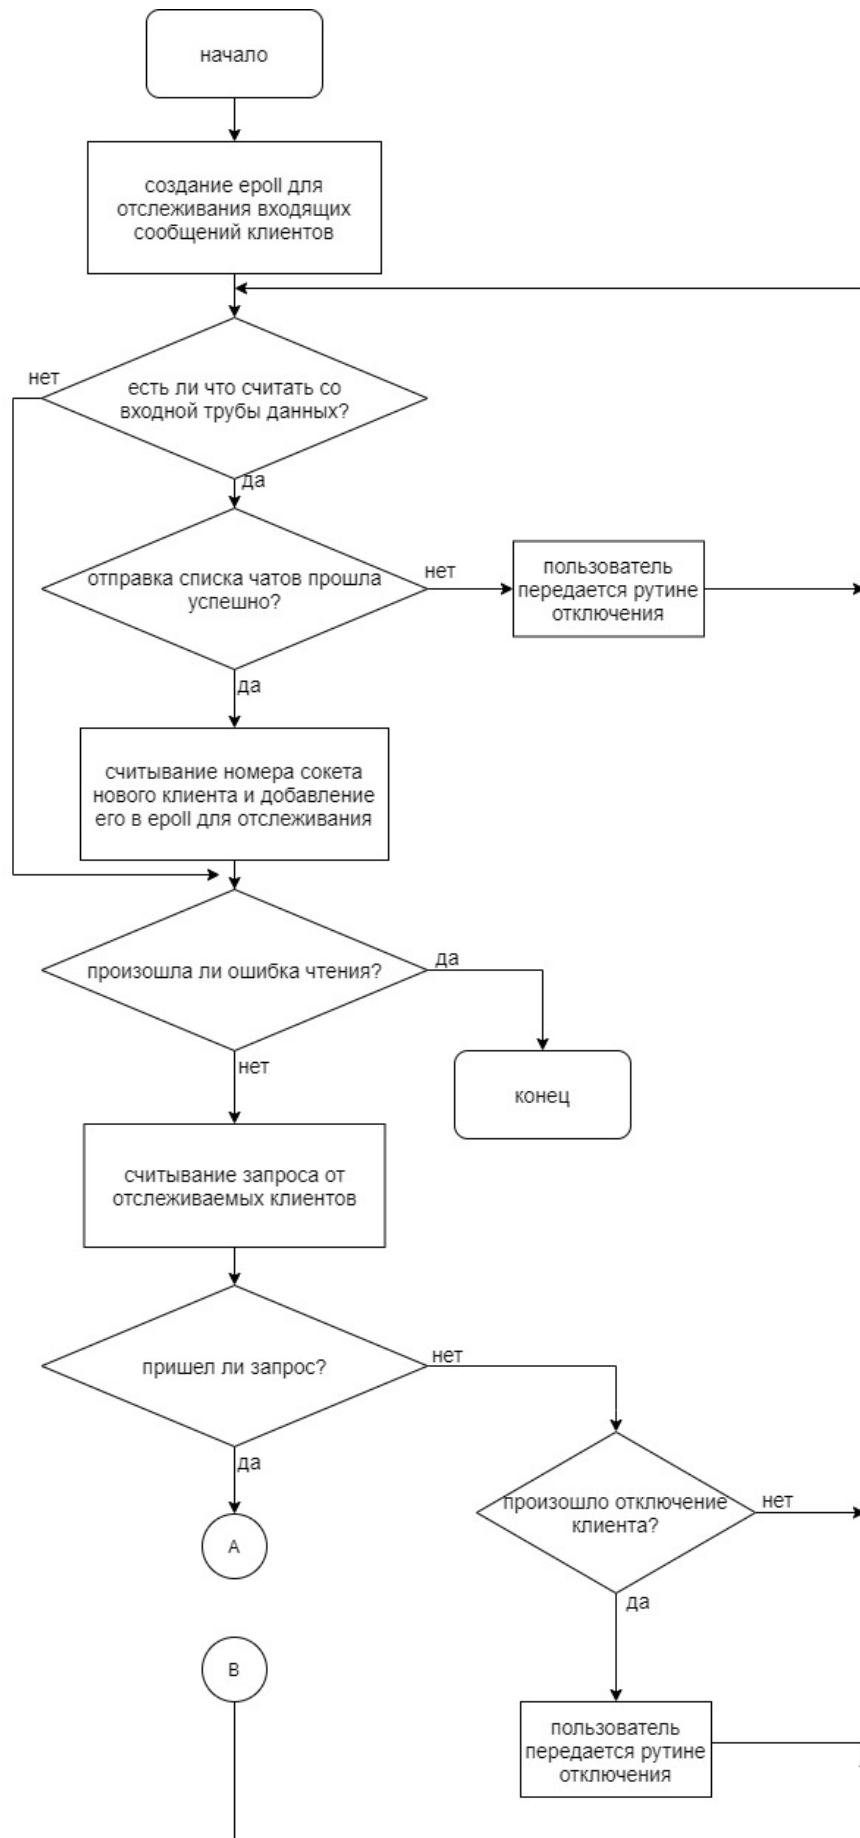 начало
создание epoll для
отслеживания входящих
сообщений клиентов
нет
есть ли что считать со
входной трубы данных?
да
отправка списка чатов прошла
успешно?
нет
пользователь
передается рутине
отключения
да
считывание номера сокета
нового клиента и добавление
его в epoll для отслеживания
произошла ли ошибка чтения?
да
нет
конец
считывание запроса от
отслеживаемых клиентов
пришел ли запрос?
нет
да
произошло отключение
клиента?
нет
A
да
B
пользователь
передается рутине
отключения